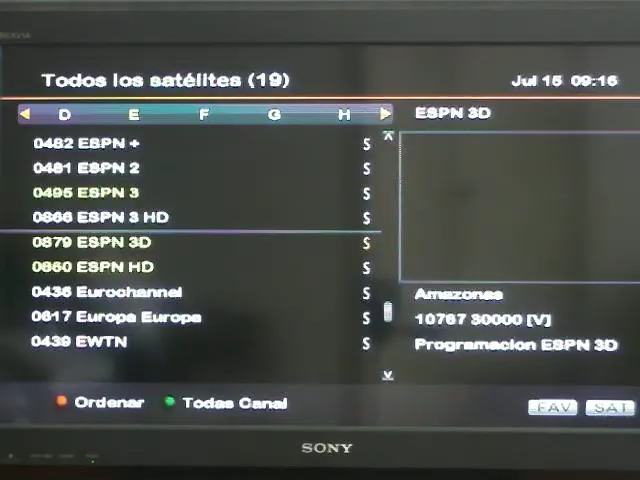 BRAVIA
Todos los satélites (19)
Jul 15 09:16
D E F G H
ESPN 3D
0482 ESPN + S
0481 ESPN 2 S
0495 ESPN 3 S
0866 ESPN 3 HD S
0879 ESPN 3D S
0860 ESPN HD S
0436 Eurochannel S
0617 Europa Europa S
0439 EWTN S
Amazonas
10767 30000 [V]
Programacion ESPN 3D
Ordenar
Todas Canal
FAV
SAT
SONY